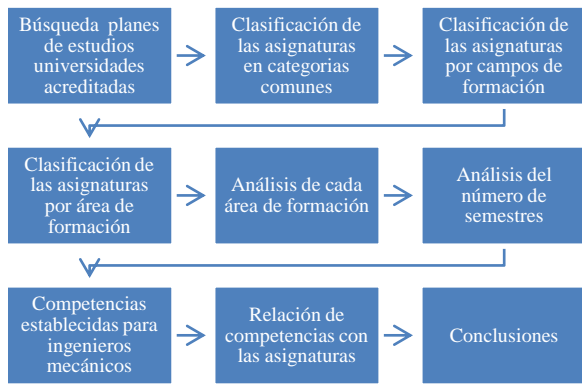 Búsqueda planes
de estudios
universidades
acreditadas
Clasificación de
las asignaturas
en categorias
comunes
Clasificación de
las asignaturas
por campos de
formación
Clasificación de
las asignaturas
por área de
formación
Análisis de cada
área de formación
Análisis del
número de
semestres
Competencias
establecidas para
ingenieros
mecánicos
Relación de
competencias con
las asignaturas
Conclusiones